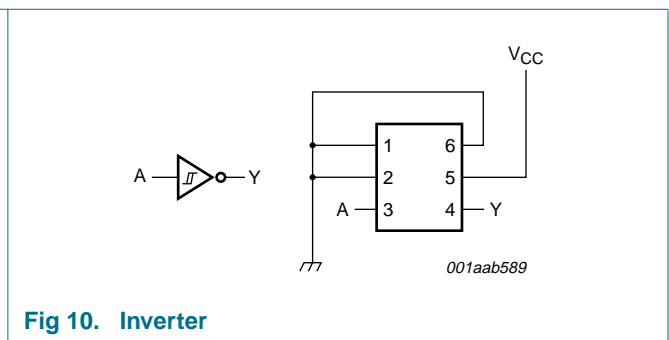 VCC
1 6
A Y 2 5
A 3 4 Y
001aab589
Fig 10. Inverter